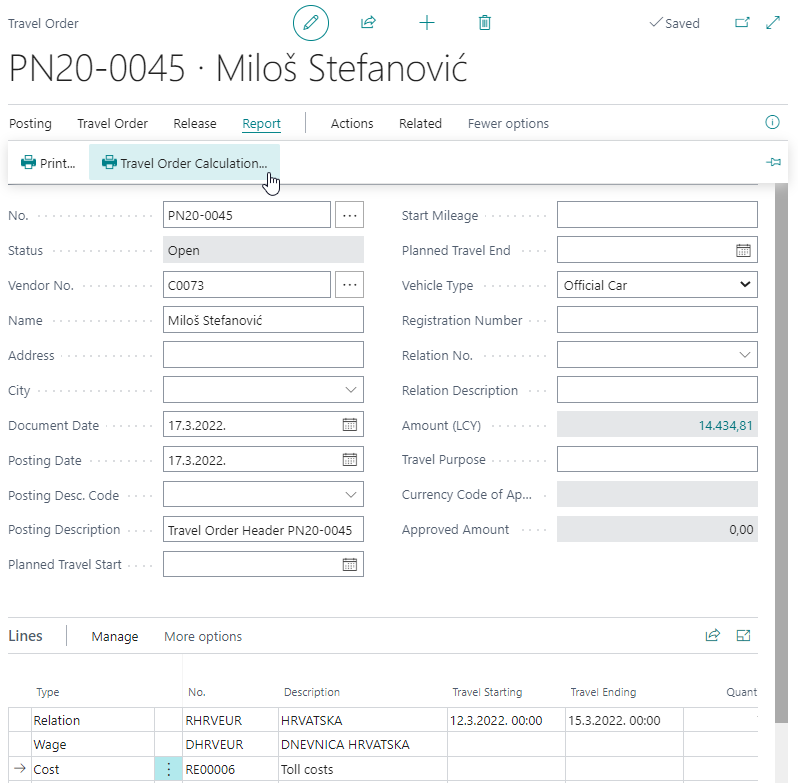 Travel Order
Saved
PN20-0045 · Miloš Stefanović
Posting Travel Order Release Report Actions Related Fewer options
Print... Travel Order Calculation...
No. PN20-0045 ... Start Mileage
Status Open Planned Travel End
Vendor No. C0073 ... Vehicle Type Official Car
Name Miloš Stefanović Registration Number
Address Relation No.
City Relation Description
Document Date 17.3.2022. Amount (LCY) 14.434,81
Posting Date 17.3.2022. Travel Purpose
Posting Desc. Code Currency Code of Ap...
Posting Description Travel Order Header PN20-0045 Approved Amount 0,00
Planned Travel Start
Lines Manage More options
Type No. Description Travel Starting Travel Ending Quant
Relation RHRVEUR HRVATSKA 12.3.2022. 00:00 15.3.2022. 00:00
Wage DHRVEUR DNEVNICA HRVATSKA
Cost RE00006 Toll costs